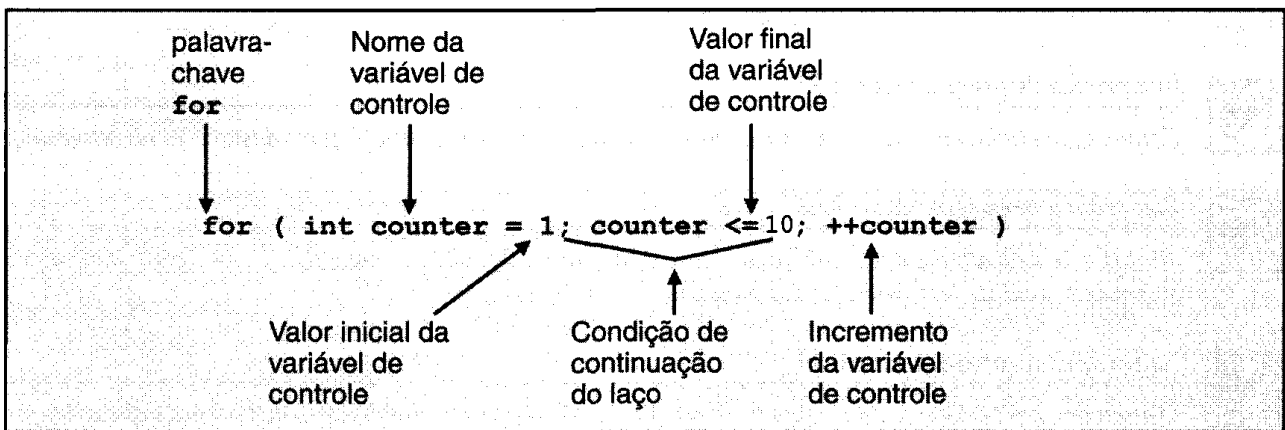 palavra-
chave
for
Nome da
variável de
controle
Valor final
da variável
de controle
for ( int counter = 1; counter <= 10; ++counter )
Valor inicial da
variável de
controle
Condição de
continuação
do laço
Incremento
da variável
de controle